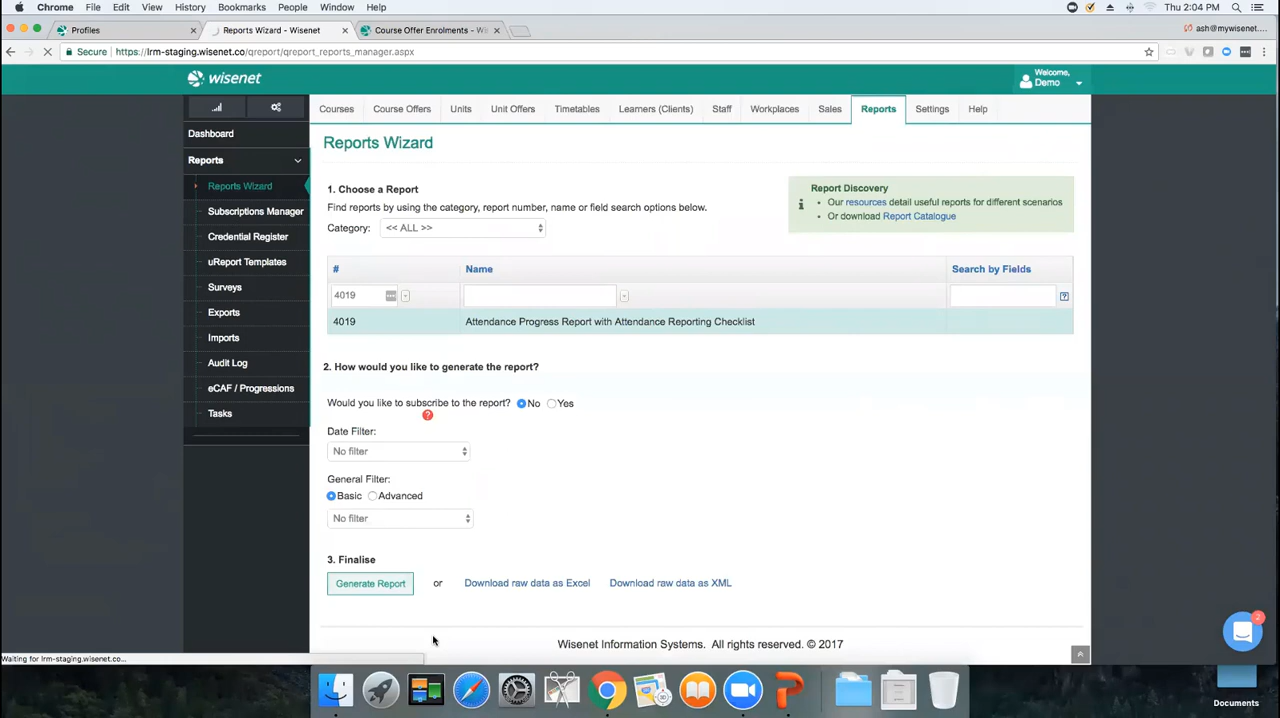 Chrome File Edit View History Bookmarks People Window Help Thu 2:04 PM
Profiles Reports Wizard - Wisenet Course Offer Enrolments - Wi ash@mywisenet....
Secure https://lrm-staging.wisenet.co/qreport/qreport_reports_manager.aspx
wisenet
Welcome,
Demo
Courses Course Offers Units Unit Offers Timetables Learners (Clients) Staff Workplaces Sales Reports Settings Help
Dashboard
Reports
Reports Wizard
Subscriptions Manager
Credential Register
uReport Templates
Surveys
Exports
Imports
Audit Log
eCAF / Progressions
Tasks
Reports Wizard
1. Choose a Report
Find reports by using the category, report number, name or field search options below.
Category: << ALL >>
Report Discovery
• Our resources detail useful reports for different scenarios
• Or download Report Catalogue
# Name Search by Fields
4019 ?
4019 Attendance Progress Report with Attendance Reporting Checklist
2. How would you like to generate the report?
Would you like to subscribe to the report? No Yes
?
Date Filter:
No filter
General Filter:
Basic Advanced
No filter
3. Finalise
Generate Report or Download raw data as Excel Download raw data as XML
Wisenet Information Systems. All rights reserved. © 2017
Waiting for lrm-staging.wisenet.co...
2
3D
Documents